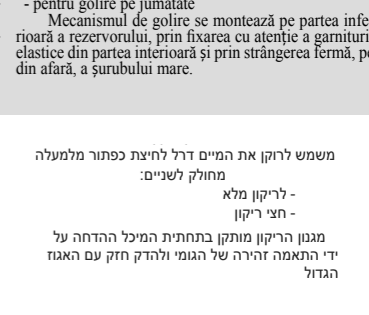 - pentru golire pe jumătate
Mecanismul de golire se montează pe partea infe
rioară a rezervorului, prin fixarea cu atenție a garnituri
elastice din partea interioară și prin strângerea fermă, p
din afară, a șurubului mare.
משמש לרוקן את המיים דרל לחיצת כפתור מלמעלה
מחולק לשניים:
- לריקון מלא
- חצי ריקון
מגנון הריקון מותקן בתחתית המיכל ההדחה על
ידי התאמה זהירה של הגומי ולהדק חזק עם האגוז
הגדול